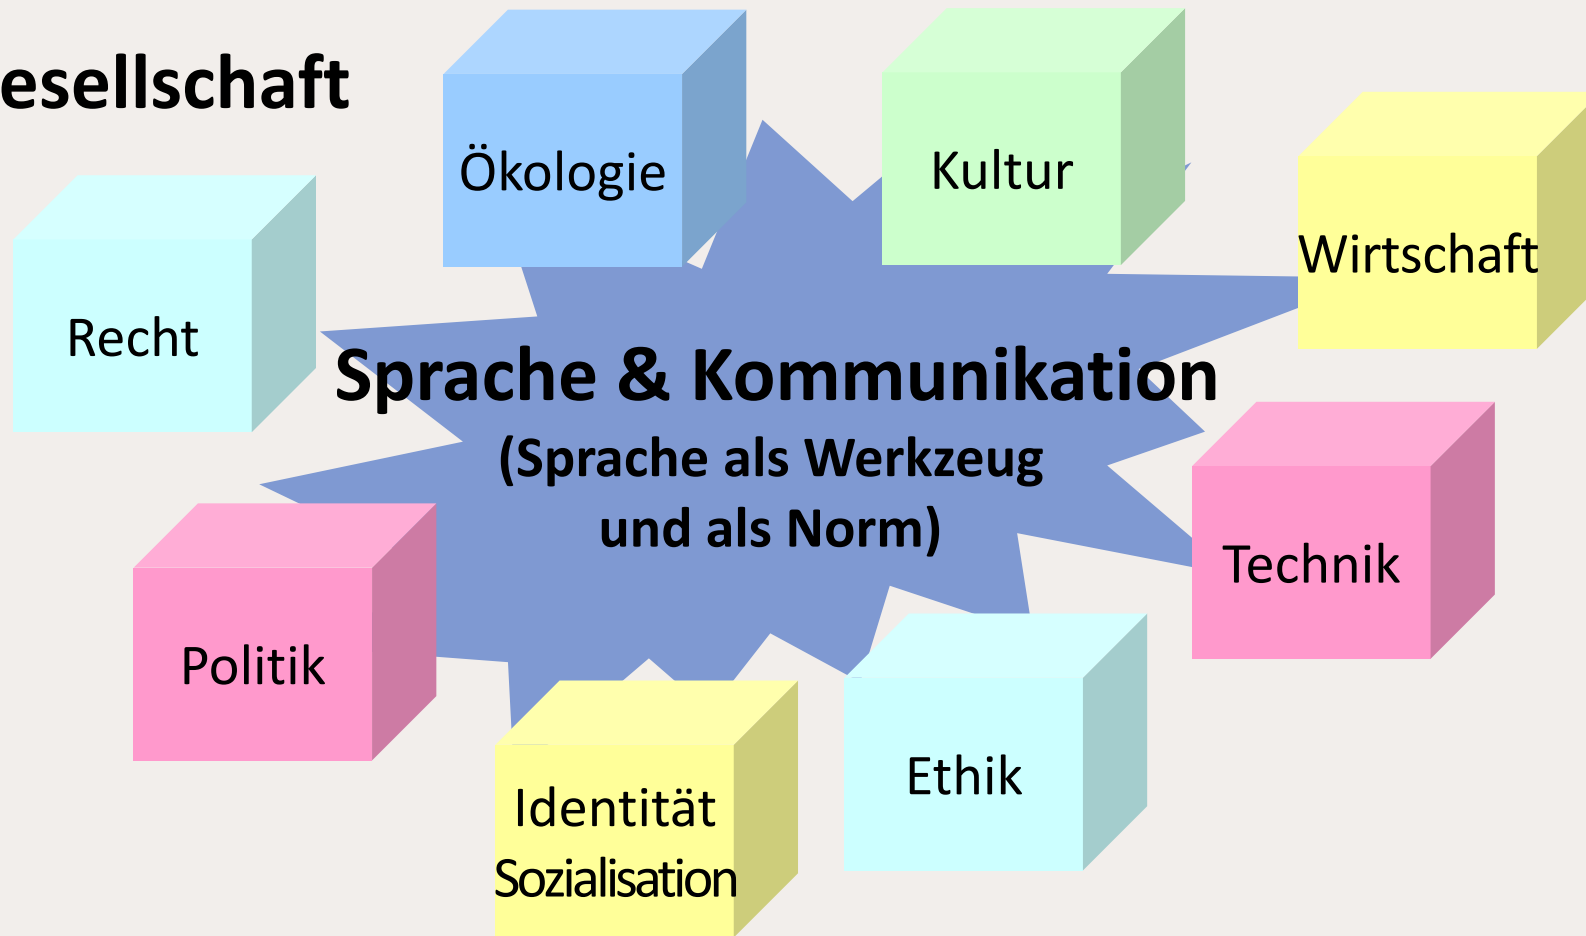 esellschaft
Ökologie
Kultur
Wirtschaft
Recht
Sprache & Kommunikation
(Sprache als Werkzeug
und als Norm)
Technik
Politik
Ethik
Identität
Sozialisation